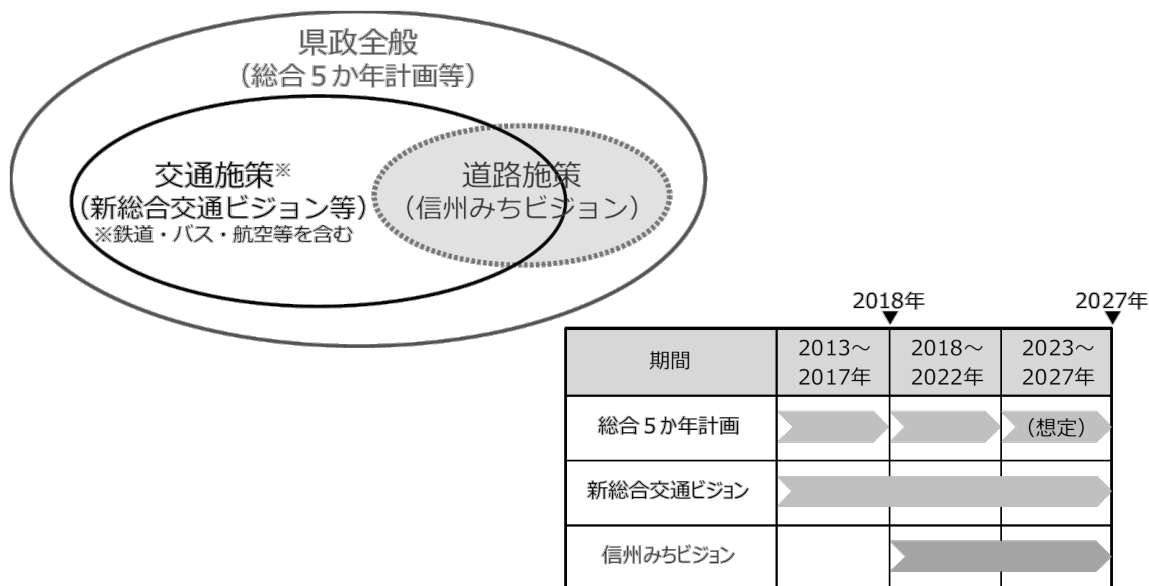 県政全般
（総合５か年計画等）
交通施策※
（新総合交通ビジョン等）
※鉄道・バス・航空等を含む
道路施策
（信州みちビジョン）
2018年
2027年
期間
2013～
2017年
2018～
2022年
2023～
2027年
総合５か年計画
（想定）
新総合交通ビジョン
信州みちビジョン